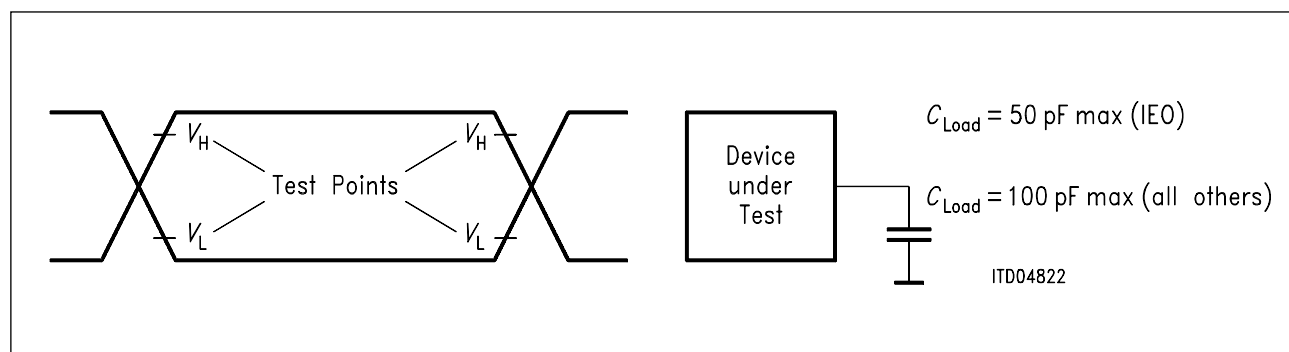 V_H
V_H
Test Points
V_L
V_L
Device
under
Test
C_Load = 50 pF max (IEO)
C_Load = 100 pF max (all others)
ITD04822